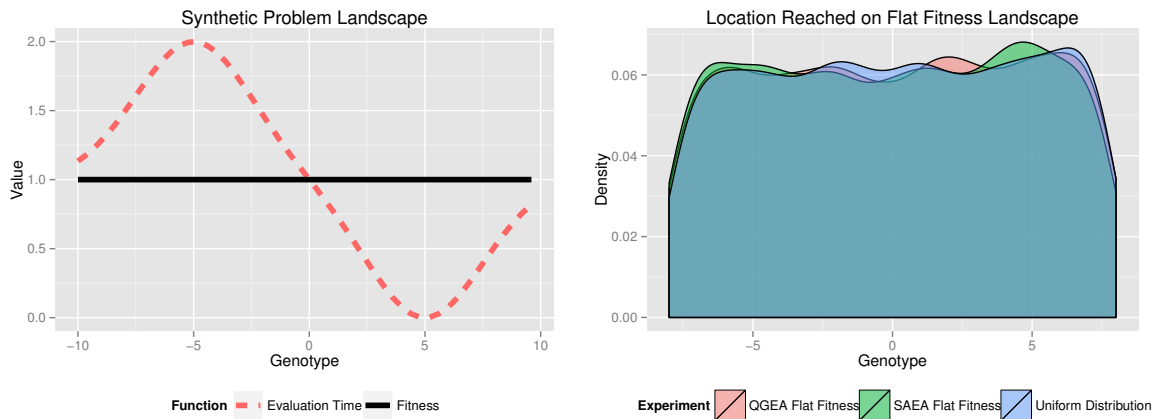 Synthetic Problem Landscape
Value
2.0
1.5
1.0
0.5
0.0
−10
−5
0
5
10
Genotype
Function
Evaluation Time
Fitness
Location Reached on Flat Fitness Landscape
Density
0.06
0.04
0.02
0.00
−5
0
5
Genotype
Experiment
QGEA Flat Fitness
SAEA Flat Fitness
Uniform Distribution